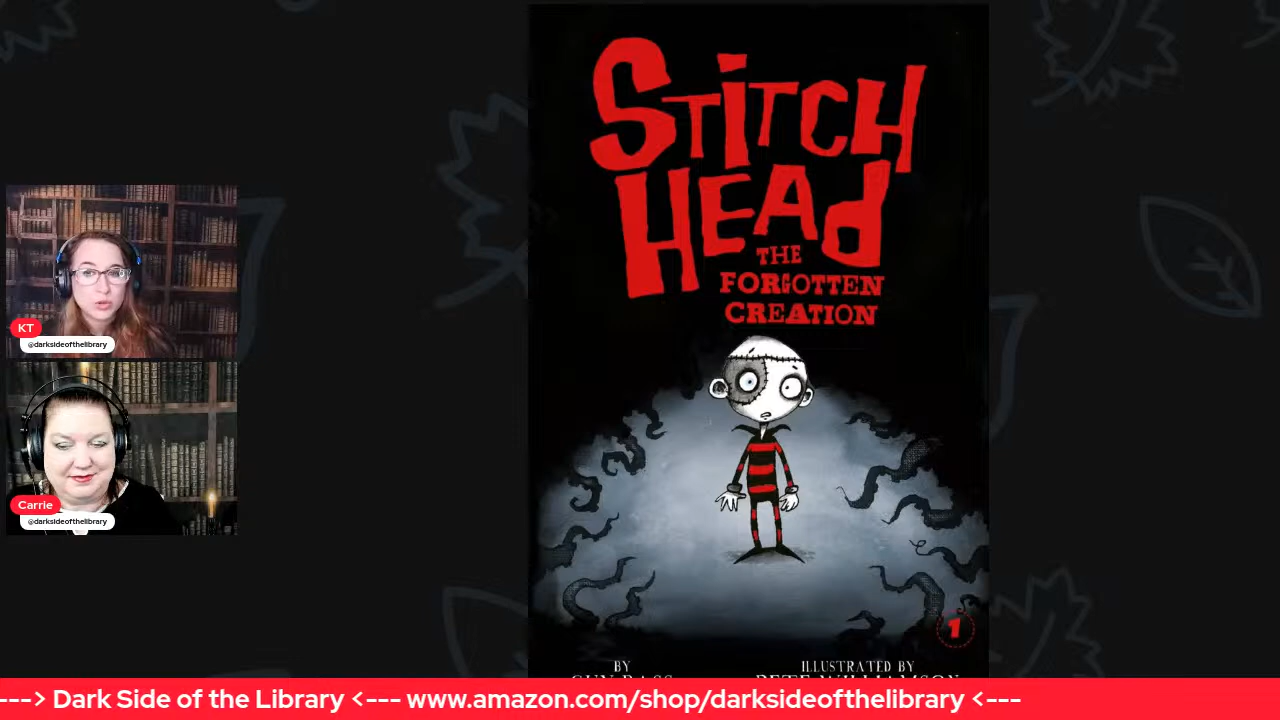 STITCH
HEAD
THE
FORGOTTEN
CREATION
KT
@darksideofthelibrary
Carrie
@darksideofthelibrary
1
BY
ILLUSTRATED BY
---> Dark Side of the Library <--- www.amazon.com/shop/darksideofthelibrary <---